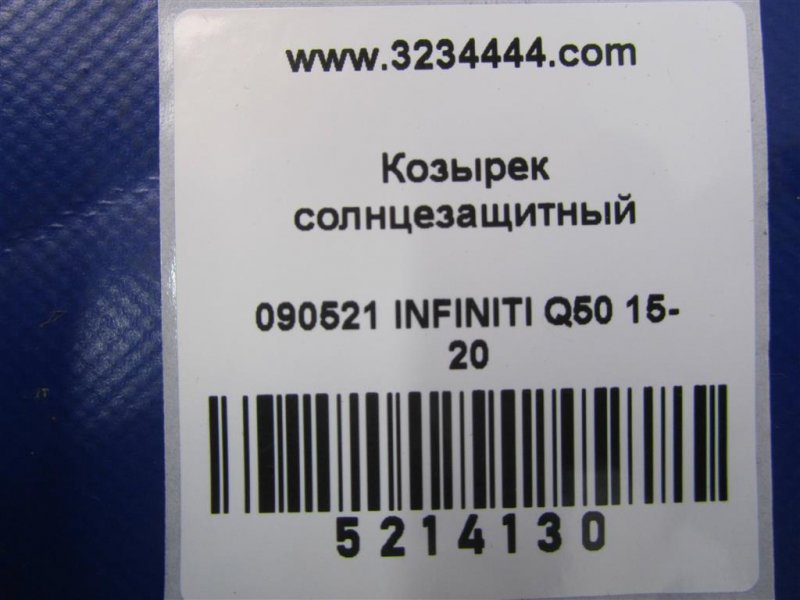 www.3234444.com
Козырек
солнцезащитный
090521 INFINITI Q50 15-
20
5214130